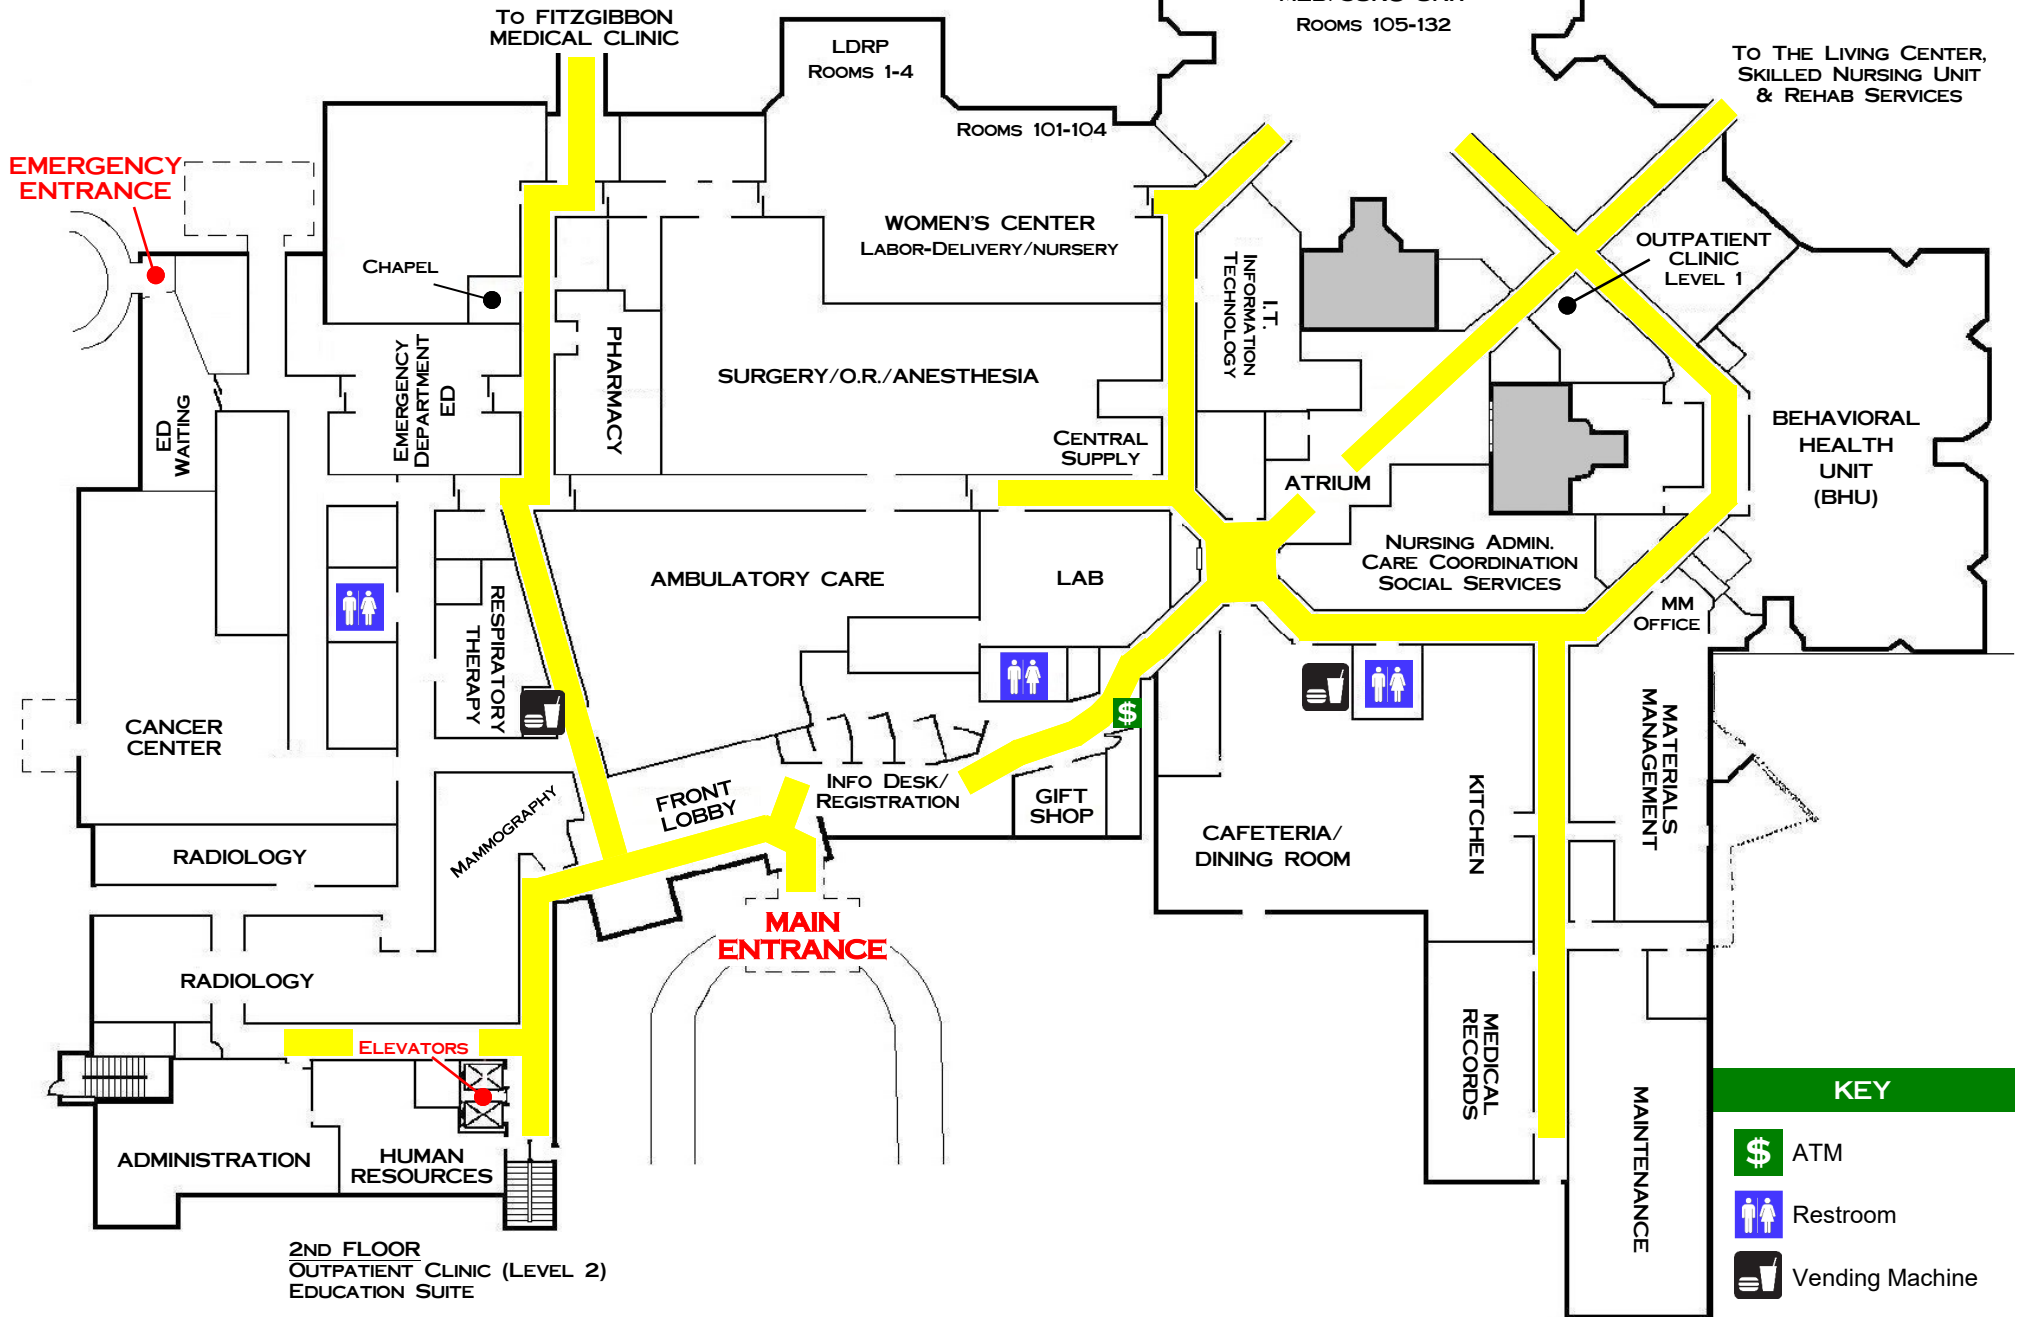 To Fitzgibbon
Medical Clinic
LDRP
Rooms 1-4
Rooms 105-132
To The Living Center,
Skilled Nursing Unit
& Rehab Services
Rooms 101-104
EMERGENCY
ENTRANCE
WOMEN'S CENTER
Labor-Delivery/nursery
Chapel
I.T.
Information
Technology
OUTPATIENT
CLINIC
Level 1
EMERGENCY
DEPARTMENT
ED
PHARMACY
SURGERY/O.R./ANESTHESIA
ED
WAITING
Central
Supply
ATRIUM
BEHAVIORAL
HEALTH
UNIT
(BHU)
Nursing Admin.
Care Coordination
Social Services
AMBULATORY CARE
LAB
MM
Office
RESPIRATORY
THERAPY
CANCER
CENTER
$
MATERIALS
MANAGEMENT
FRONT
LOBBY
Info Desk/
Registration
GIFT
SHOP
KITCHEN
Mammography
CAFETERIA/
DINING ROOM
RADIOLOGY
MAIN
ENTRANCE
RADIOLOGY
Elevators
MEDICAL
RECORDS
MAINTENANCE
ADMINISTRATION
HUMAN
RESOURCES
2nd FLOOR
Outpatient Clinic (Level 2)
Education Suite
KEY
$ ATM
Restroom
Vending Machine